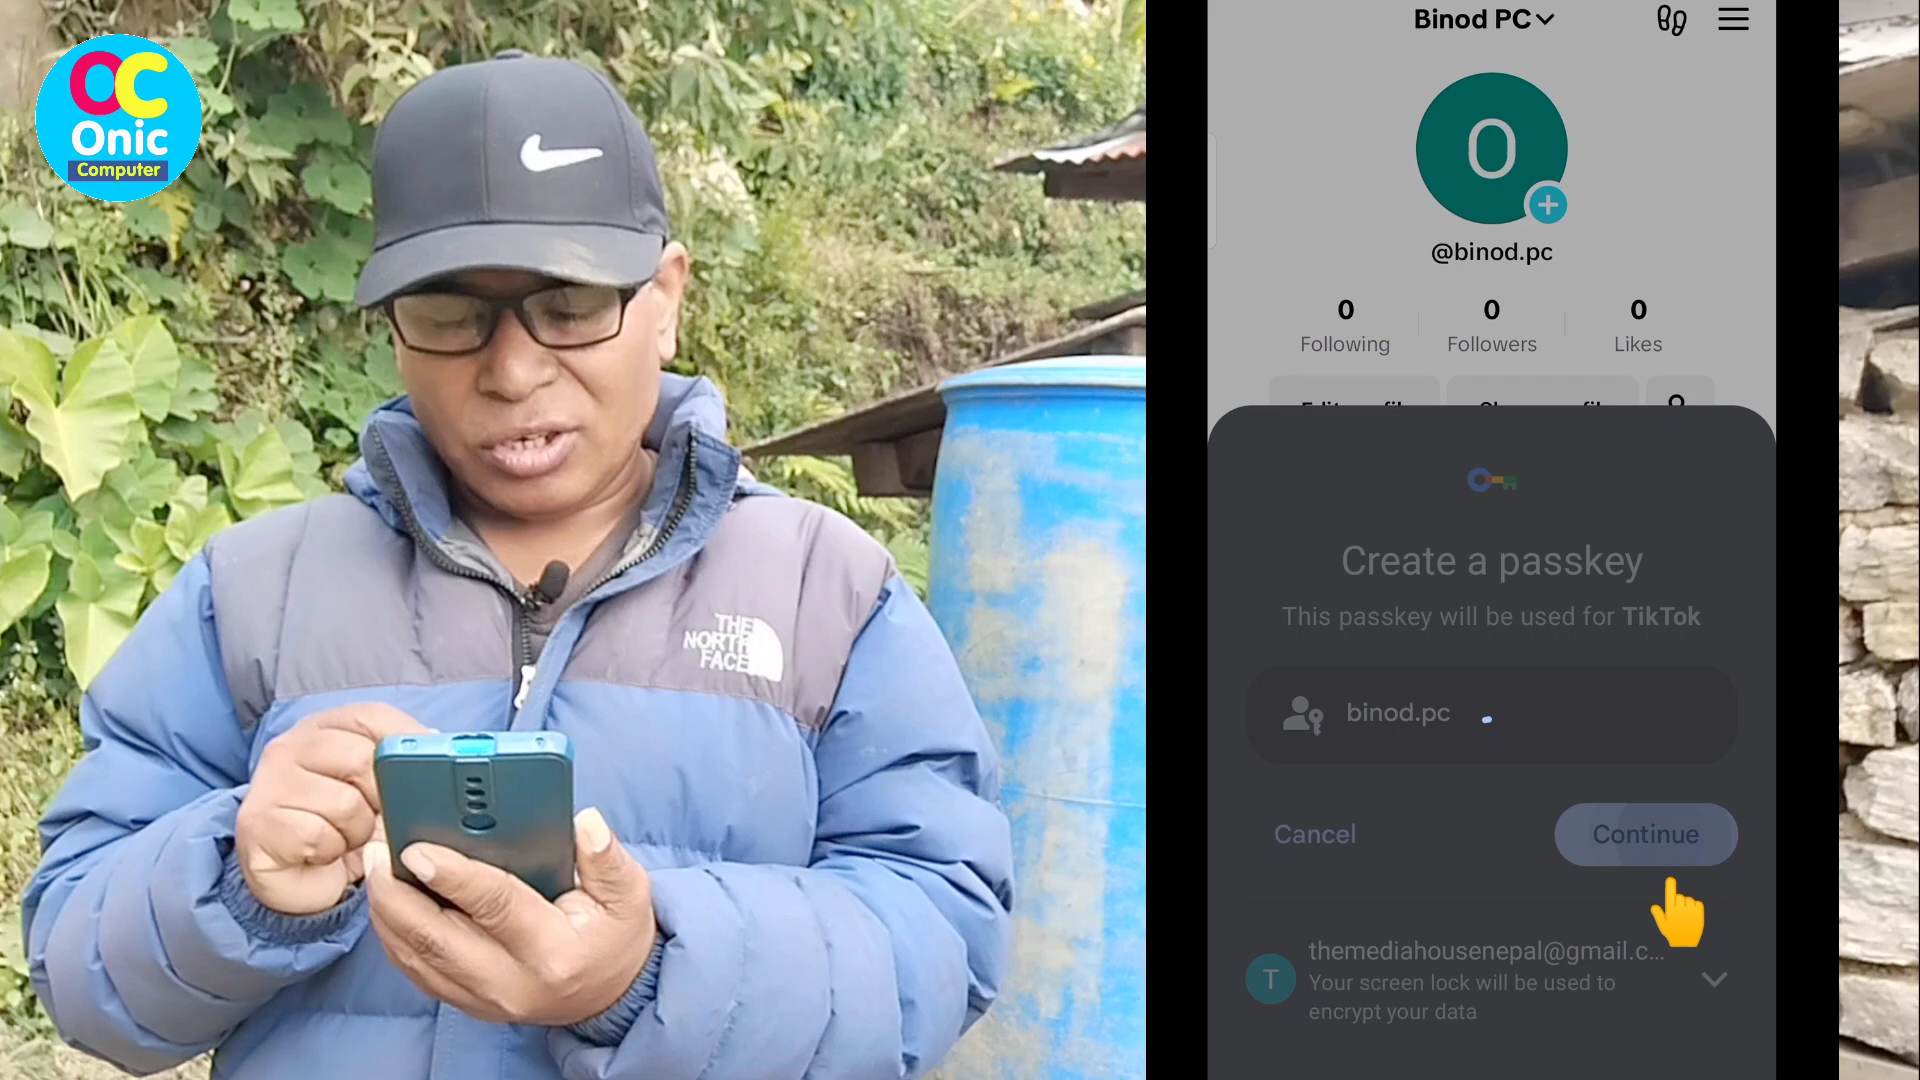 OC
Onic
Computer
THE
NORTH
FACE
Binod PC
O
@binod.pc
0 0 0
Following Followers Likes
Create a passkey
This passkey will be used for TikTok
binod.pc
Cancel Continue
T
themediahousenepal@gmail.c...
Your screen lock will be used to
encrypt your data